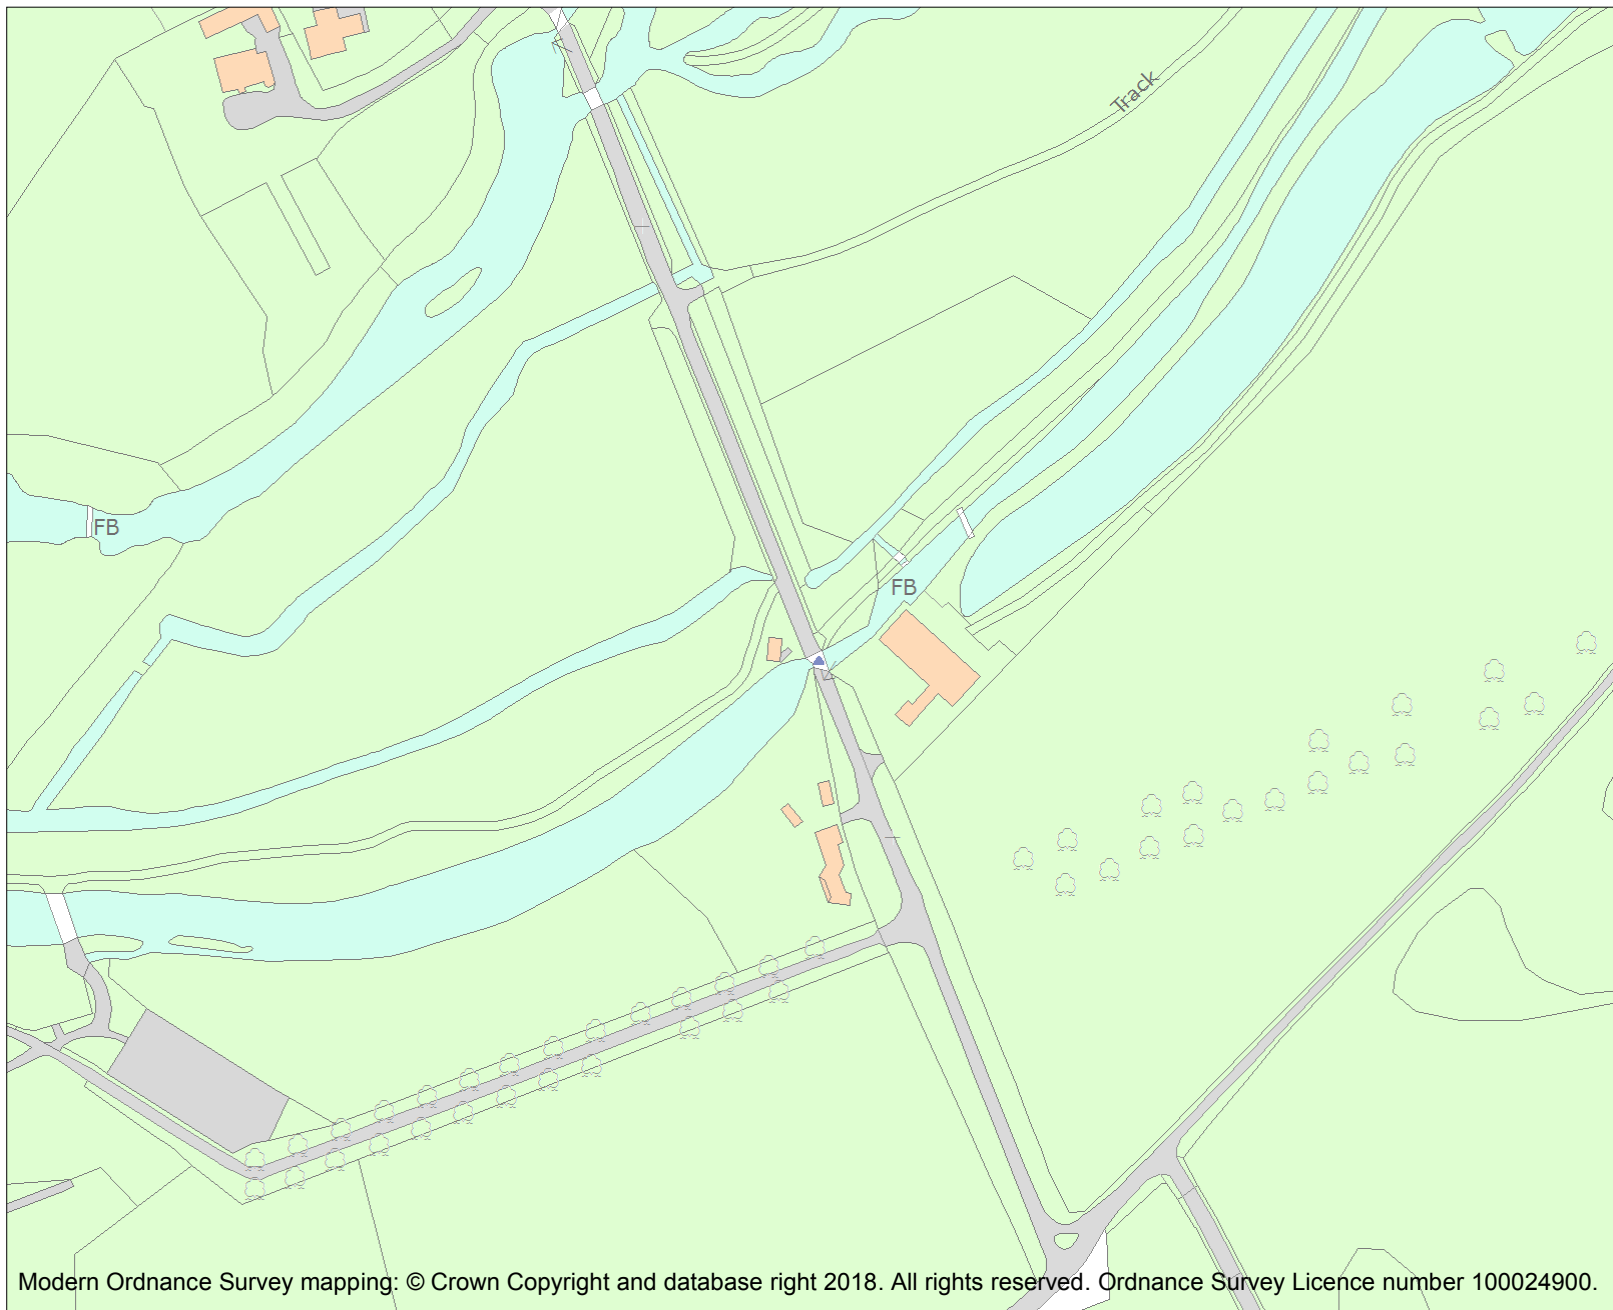 Track
FB
FB
Modern Ordnance Survey mapping: © Crown Copyright and database right 2018. All rights reserved. Ordnance Survey Licence number 100024900.